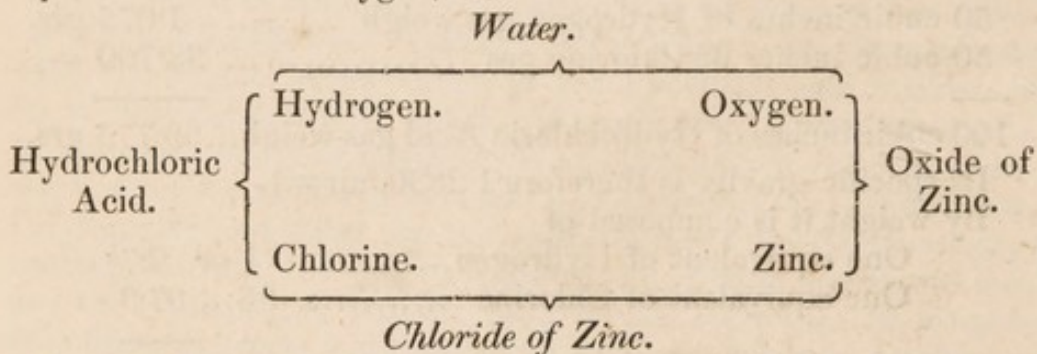 Water.
Hydrogen. Oxygen.
Hydrochloric Acid. Oxide of Zinc.
Chlorine. Zinc.
Chloride of Zinc.